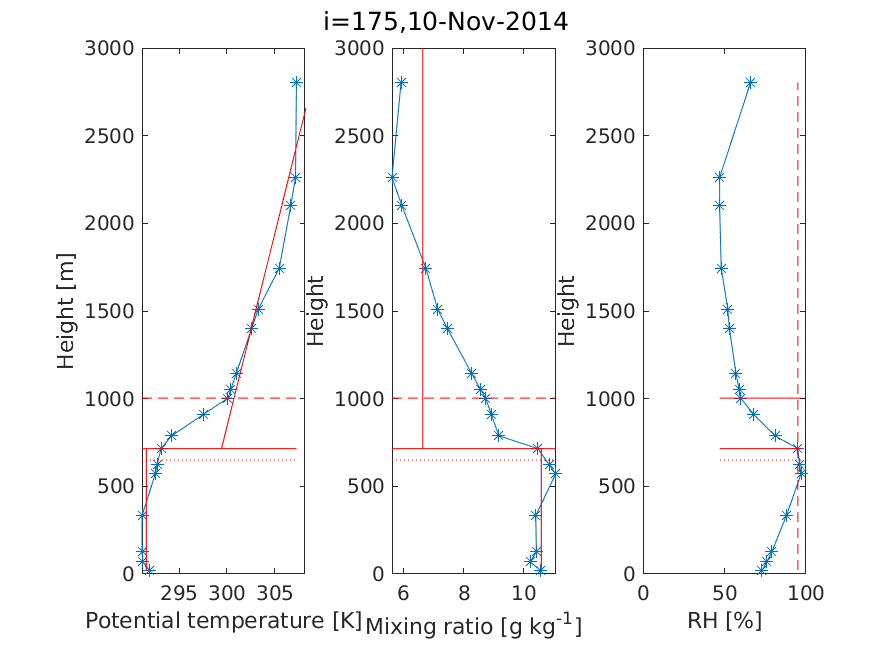 i=175,10-Nov-2014
3000
2500
2000
1500
1000
500
0
Height [m]
295 300 305
Potential temperature [K]
3000
2500
2000
1500
1000
500
0
Height
6 8 10
Mixing ratio [g kg⁻¹]
3000
2500
2000
1500
1000
500
0
Height
0 50 100
RH [%]